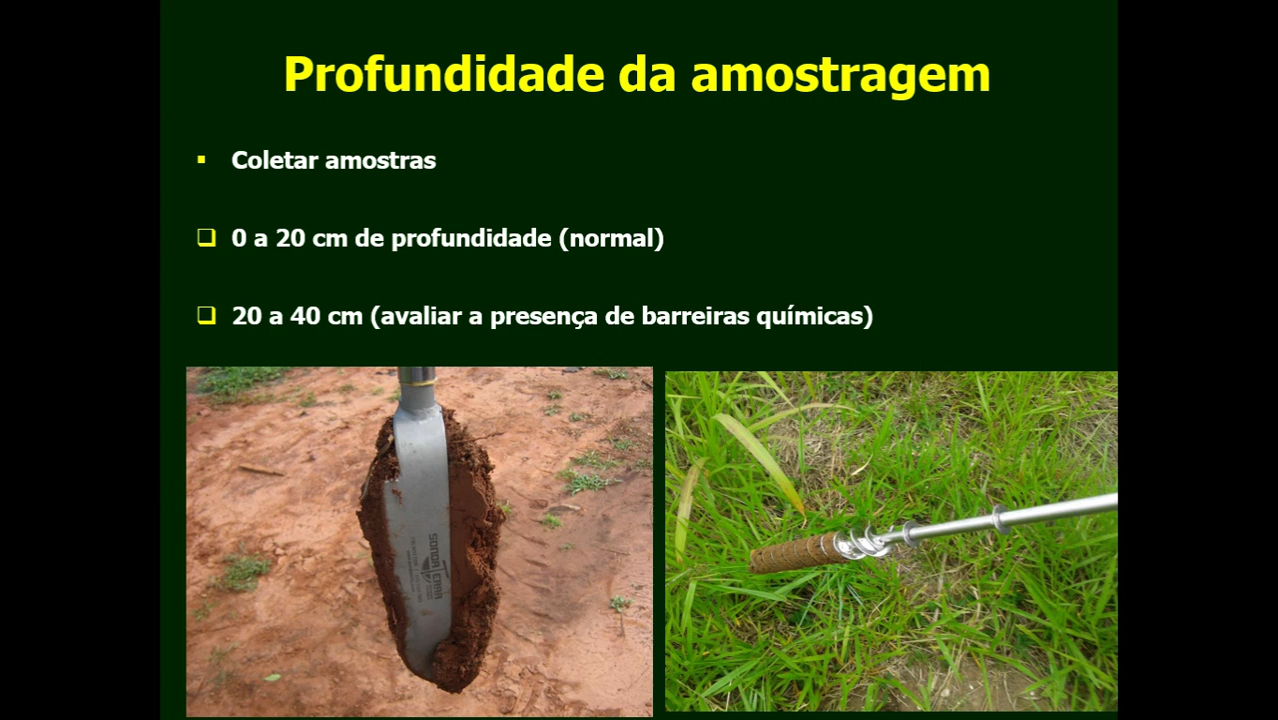 Profundidade da amostragem
Coletar amostras
0 a 20 cm de profundidade (normal)
20 a 40 cm (avaliar a presença de barreiras químicas)
SONDATERRA